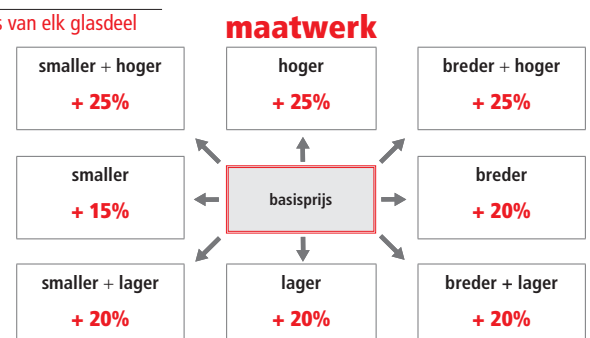 van elk glasdeel
maatwerk
smaller + hoger
+ 25%
hoger
+ 25%
breder + hoger
+ 25%
smaller
+ 15%
basisprijs
breder
+ 20%
smaller + lager
+ 20%
lager
+ 20%
breder + lager
+ 20%